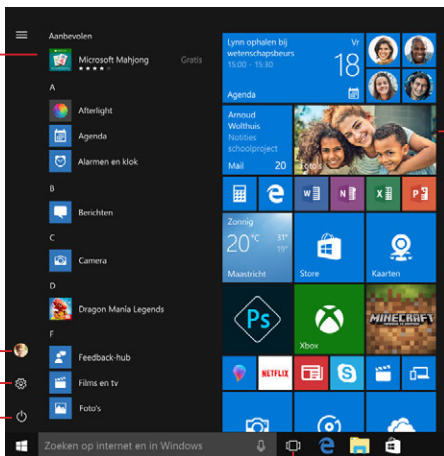 Aanbevolen
Microsoft Mahjong
Gratis
A
Afterlight
Agenda
Alarmen en klok
B
Berichten
C
Camera
D
Dragon Mania Legends
F
Feedback-hub
Films en tv
Foto's
Zoeken op internet en in Windows
Lynn ophalen bij
wetenschapsbeurs
15:00 - 15:30
Vr
18
Agenda
Arnoud
Wolthuis
Notities
schoolproject
Mail 20
Foto's
W
N
X
P
Zonnig
20°C
31°
19°
Maastricht
Store
Kaarten
Ps
Xbox
MINECRAFT
NETFLIX